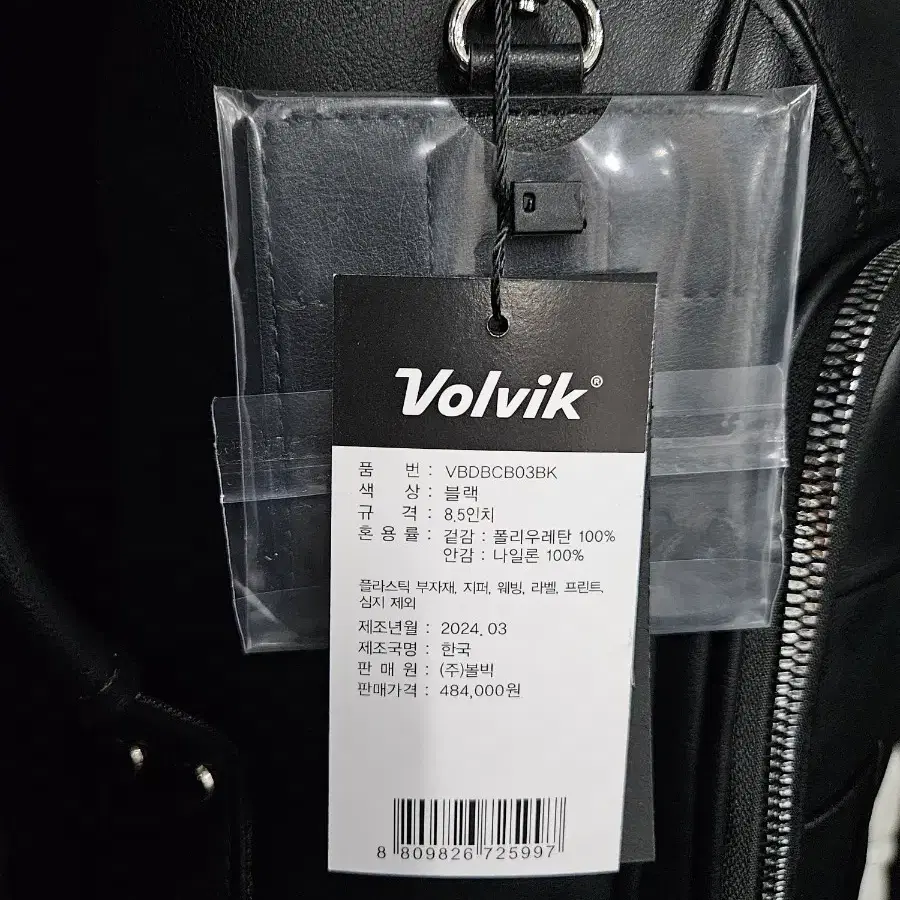 Volvik®
품 번 : VBDBCB03BK
색 상 : 블랙
규 격 : 8.5인치
혼 용 률 : 겉감 : 폴리우레탄 100%
안감 : 나일론 100%
플라스틱 부자재, 지퍼, 웨빙, 라벨, 프린트,
심지 제외
제조년월 : 2024. 03
제조국명 : 한국
판 매 원 : (주)볼빅
판매가격 : 484,000원
8 809826 725997